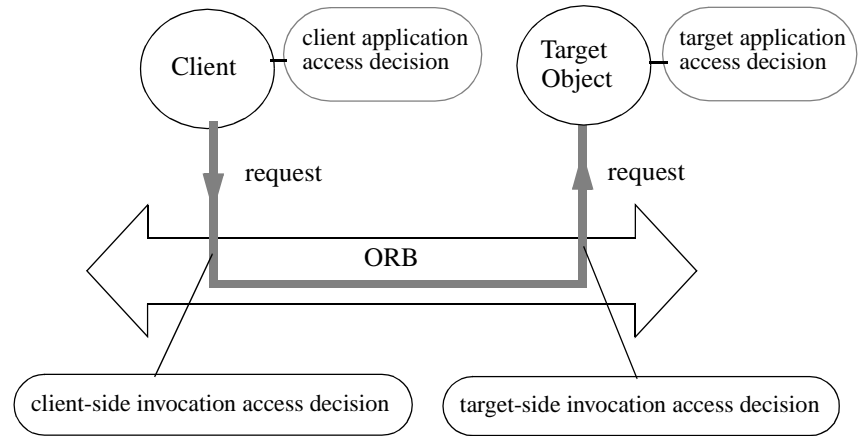 Client
client application
access decision
Target
Object
target application
access decision
request
request
ORB
client-side invocation access decision
target-side invocation access decision